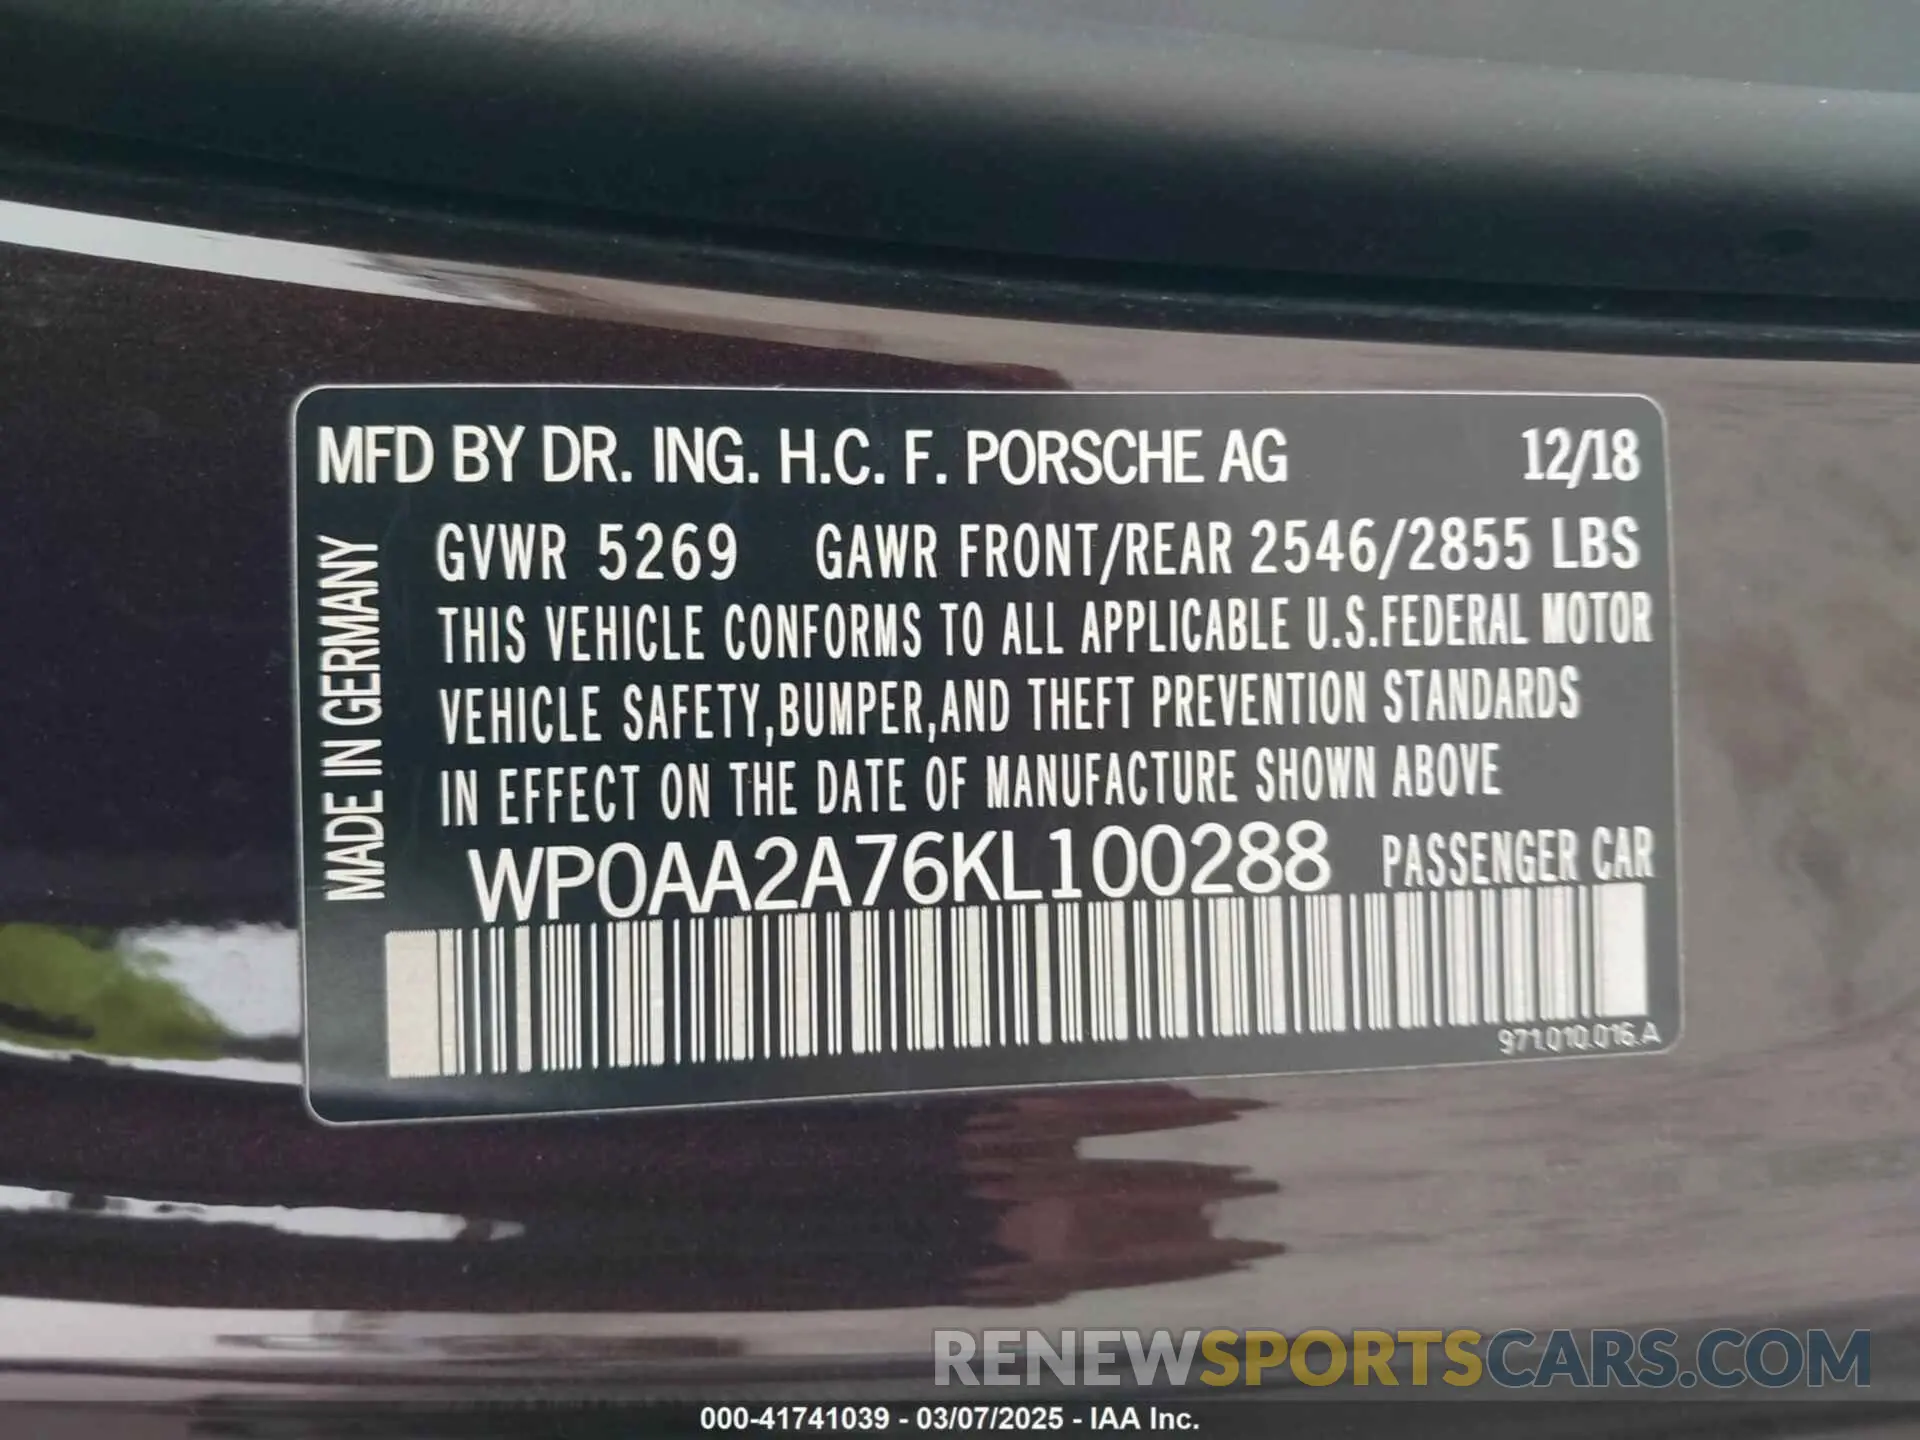 MFD BY DR. ING. H.C. F. PORSCHE AG 12/18
MADE IN GERMANY
GVWR 5269 GAWR FRONT/REAR 2546/2855 LBS
THIS VEHICLE CONFORMS TO ALL APPLICABLE U.S.FEDERAL MOTOR
VEHICLE SAFETY,BUMPER,AND THEFT PREVENTION STANDARDS
IN EFFECT ON THE DATE OF MANUFACTURE SHOWN ABOVE
WP0AA2A76KL100288 PASSENGER CAR
971.010.016.A
RENEWSPORTSCARS.COM
000-41741039 - 03/07/2025 - IAA Inc.